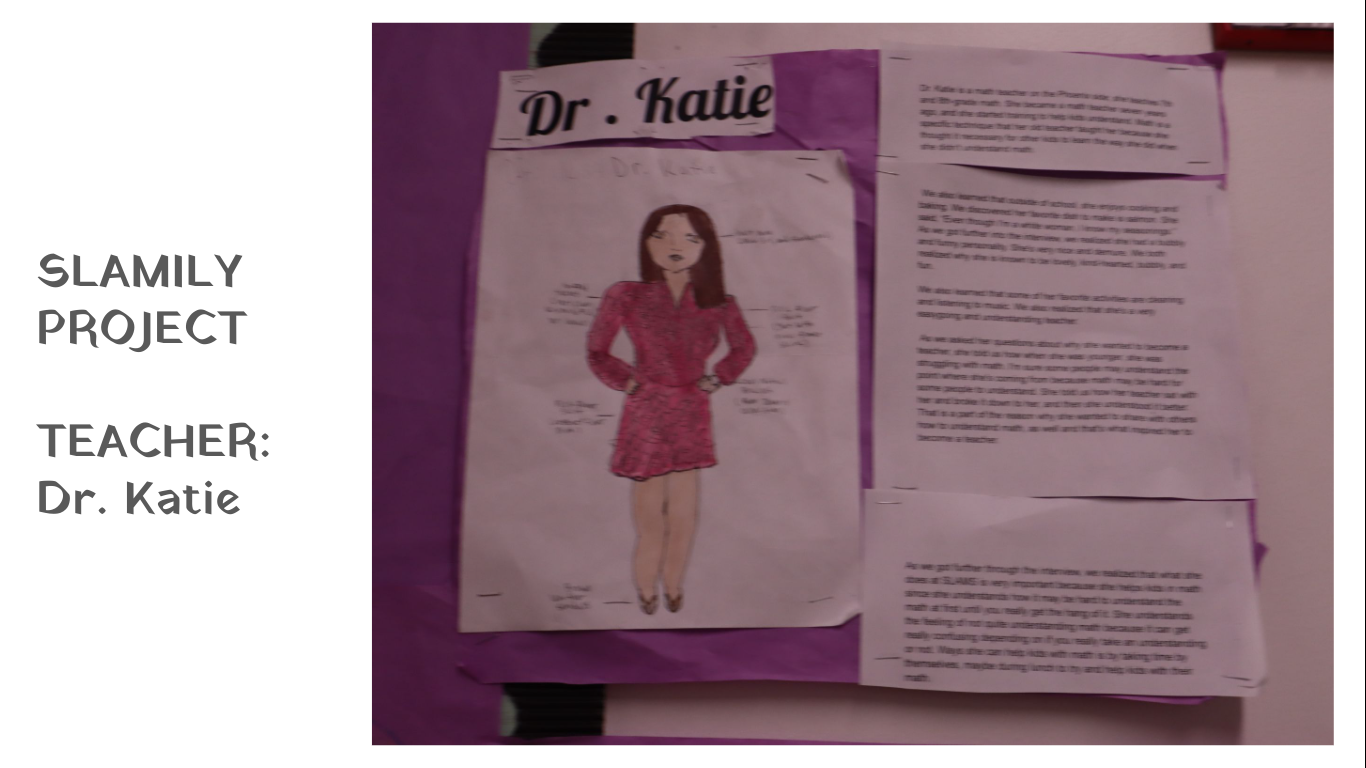 SLAMILY
PROJECT
TEACHER:
Dr. Katie
Dr . Katie
Dr. Katie
Dr. Katie is a math teacher on the Phoenix side, she teaches
and 8th-grade math. She became a math teacher seven years
ago, and she started training to help kids understand. Math is a
specific technique that her old teacher taught her because she
thought it necessary for other kids to learn the way she did when
she didn't understand math.
We also learned that outside of school, she enjoys cooking and
baking. We discovered her favorite dish to make is salmon. She
said, "Even though I'm a white woman, I know my seasonings."
As we got further into the interview, we realized she had a bubbly
and funny personality. She's very nice and demure. We both
realized why she is known to be lovely, kind-hearted, bubbly, and
fun.
We also learned that some of her favorite activities are
and listening to music. We also realized that she's a very
easygoing and understanding teacher.
As we asked her questions about why she wanted to become a
teacher, she told us how when she was younger, she was
struggling with math. I'm sure some people may understand the
point where she's coming from because math may be hard for
some people to understand. She told us how her teacher sat with
her and broke it down to her, and then she understood it better.
That is a part of the reason why she wanted to share with others
how to understand math, as well and that's what inspired her to
become a teacher.
As we got further through the interview, we realized that what she
does at SLAMS is very important because she helps kids in math
since she understands how it may be hard to understand the
math at first until you really get the hang of it. She understands
the feeling of not quite understanding math because it can get
really confusing depending on if you really take an understanding
or not. Ways she can help kids with math is by taking time by
themselves, maybe during lunch to try and help kids with their
math.